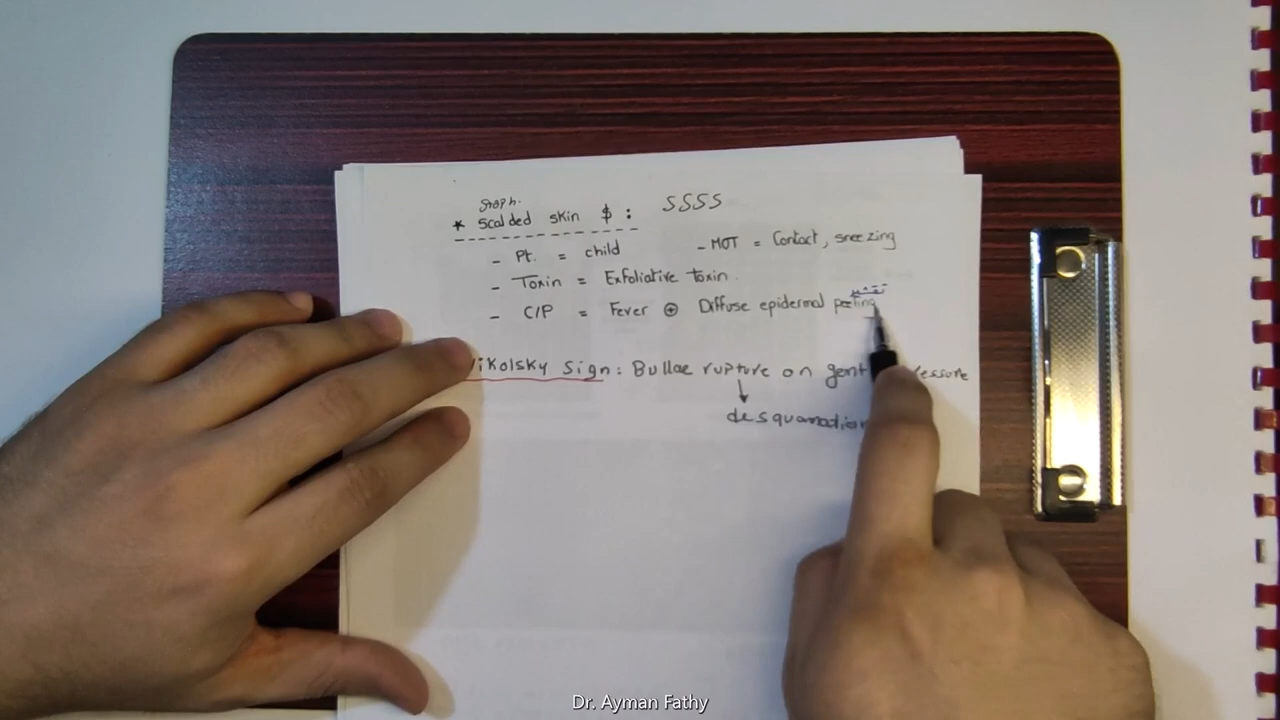 staph.
* scalded skin $ : SSSS
- Pt. = child - MOT = Contact, sneezing
- Toxin = Exfoliative toxin.
تقشير
- C/P = Fever ⊕ Diffuse epidermal peeling
ikolsky sign : Bullae rupture on gent essure
↓
desquamation
Dr. Ayman Fathy